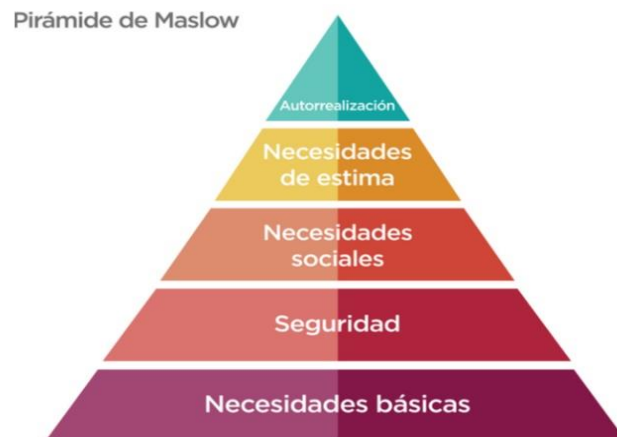 Pirámide de Maslow
Autorrealización
Necesidades
de estima
Necesidades
sociales
Seguridad
Necesidades básicas